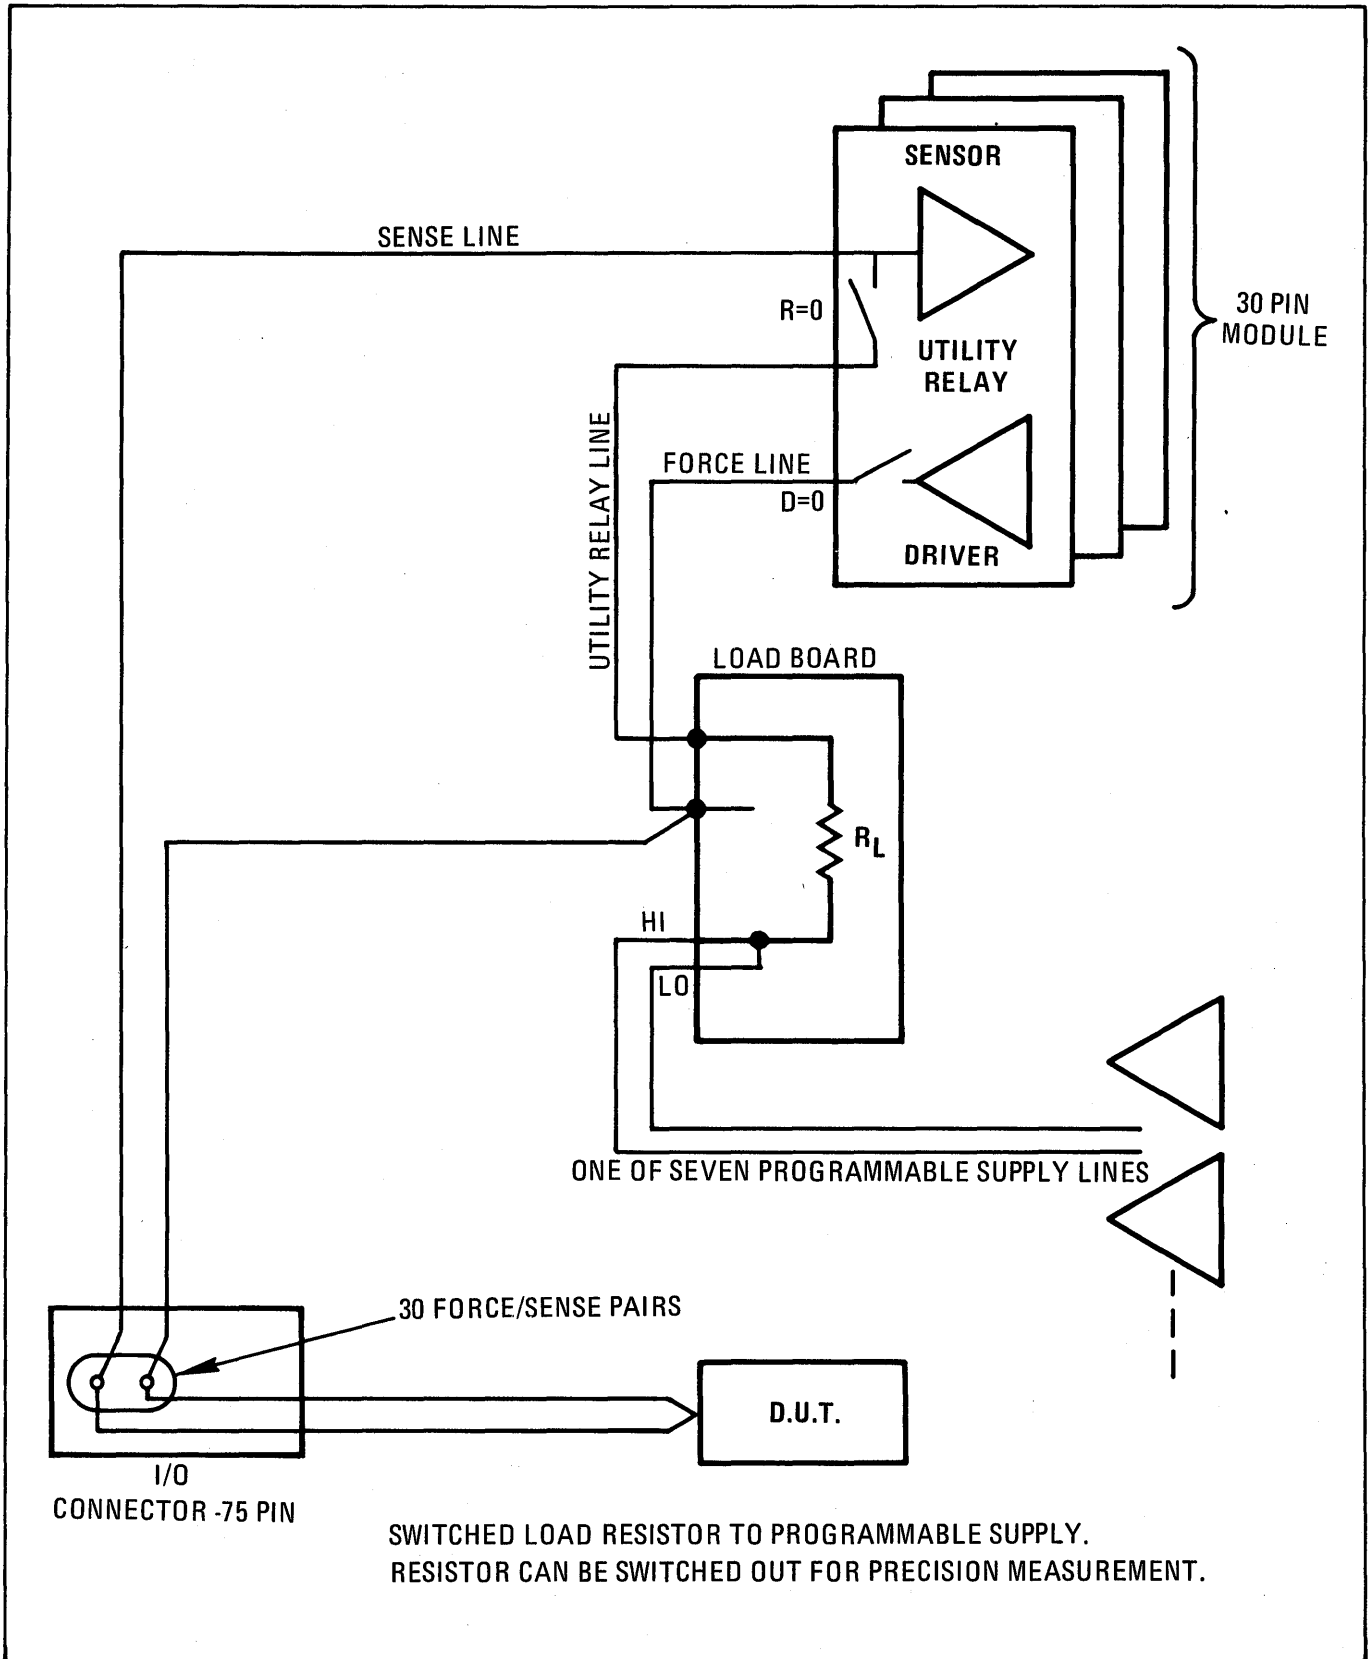 SENSOR
SENSE LINE
R=0
30 PIN
MODULE
UTILITY
RELAY
UTILITY RELAY LINE
FORCE LINE
D=0
DRIVER
LOAD BOARD
RL
HI
LO
ONE OF SEVEN PROGRAMMABLE SUPPLY LINES
30 FORCE/SENSE PAIRS
D.U.T.
I/O
CONNECTOR -75 PIN
SWITCHED LOAD RESISTOR TO PROGRAMMABLE SUPPLY.
RESISTOR CAN BE SWITCHED OUT FOR PRECISION MEASUREMENT.